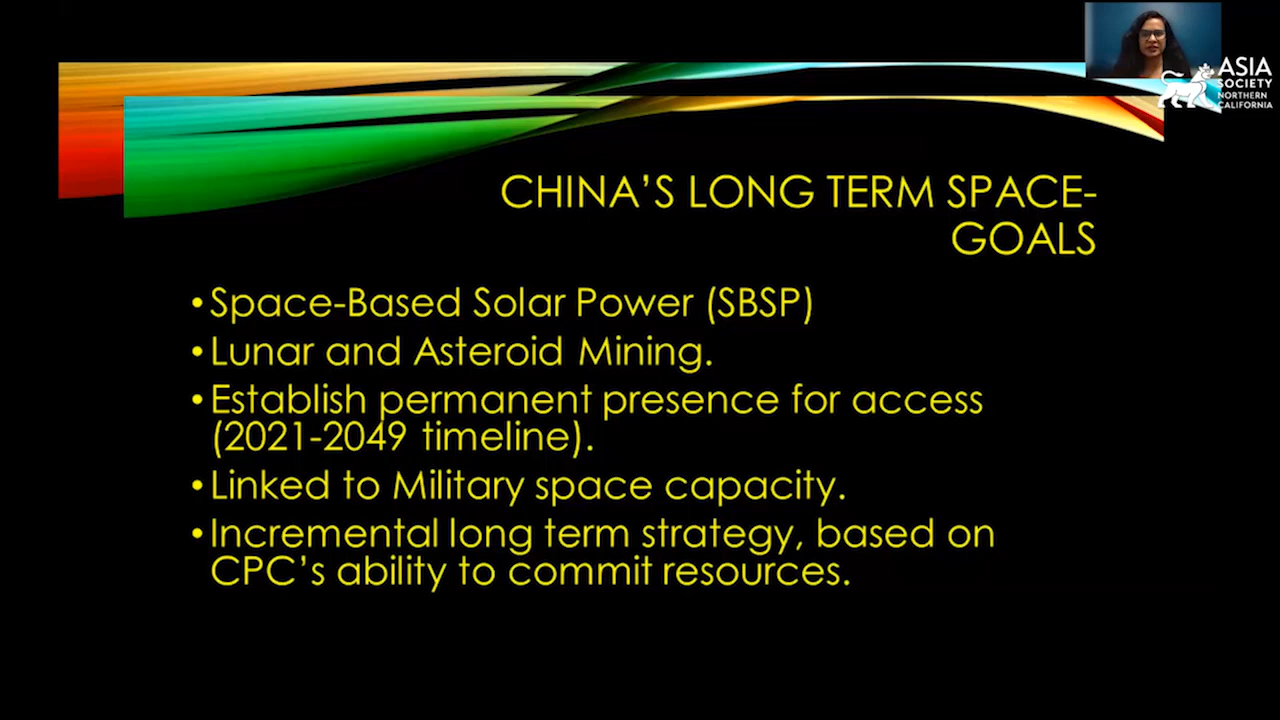 ASIA
SOCIETY
NORTHERN
CALIFORNIA
CHINA’S LONG TERM SPACE-
GOALS
•Space-Based Solar Power (SBSP)
•Lunar and Asteroid Mining.
•Establish permanent presence for access
(2021-2049 timeline).
•Linked to Military space capacity.
•Incremental long term strategy, based on
CPC’s ability to commit resources.